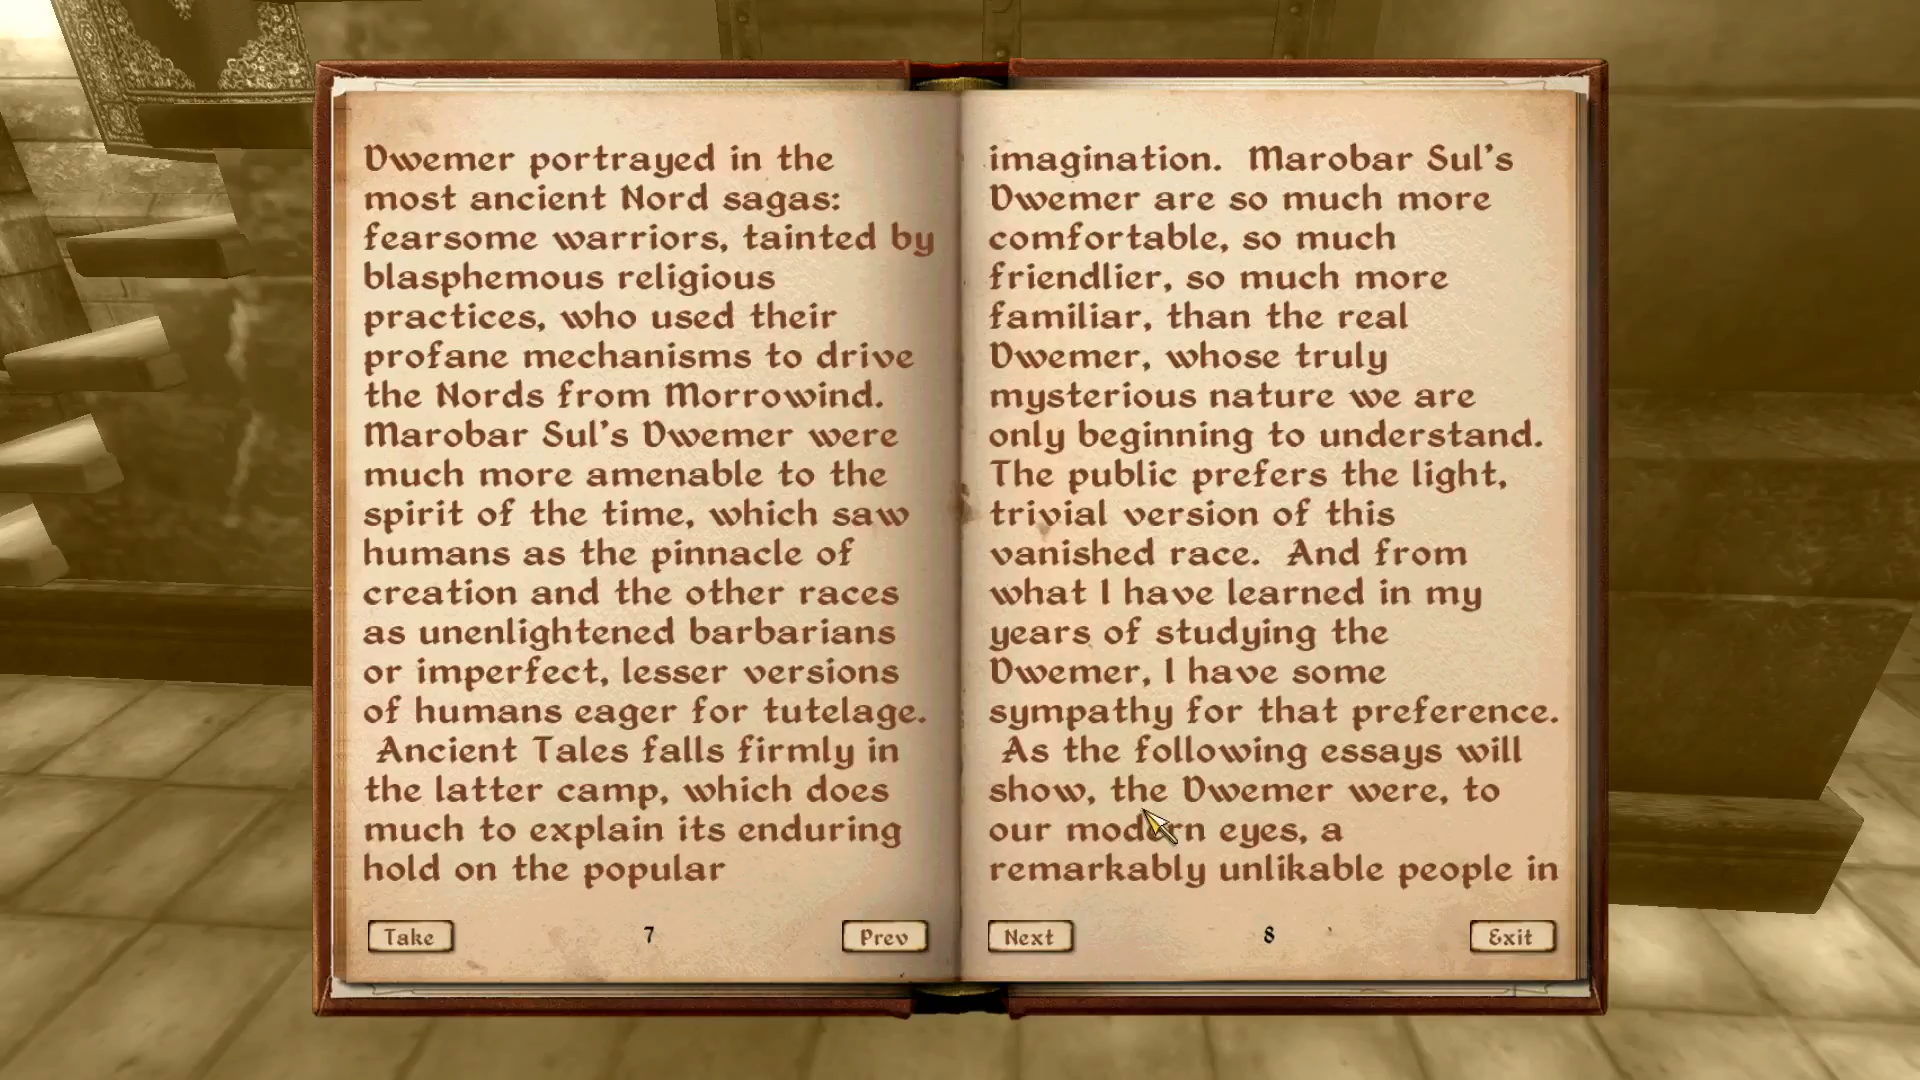 Dwemer portrayed in the
most ancient Nord sagas:
fearsome warriors, tainted by
blasphemous religious
practices, who used their
profane mechanisms to drive
the Nords from Morrowind.
Marobar Sul's Dwemer were
much more amenable to the
spirit of the time, which saw
humans as the pinnacle of
creation and the other races
as unenlightened barbarians
or imperfect, lesser versions
of humans eager for tutelage.
Ancient Tales falls firmly in
the latter camp, which does
much to explain its enduring
hold on the popular
Take
7
Prev
imagination. Marobar Sul's
Dwemer are so much more
comfortable, so much
friendlier, so much more
familiar, than the real
Dwemer, whose truly
mysterious nature we are
only beginning to understand.
The public prefers the light,
trivial version of this
vanished race. And from
what I have learned in my
years of studying the
Dwemer, I have some
sympathy for that preference.
As the following essays will
show, the Dwemer were, to
our modern eyes, a
remarkably unlikable people in
Next
8
Exit